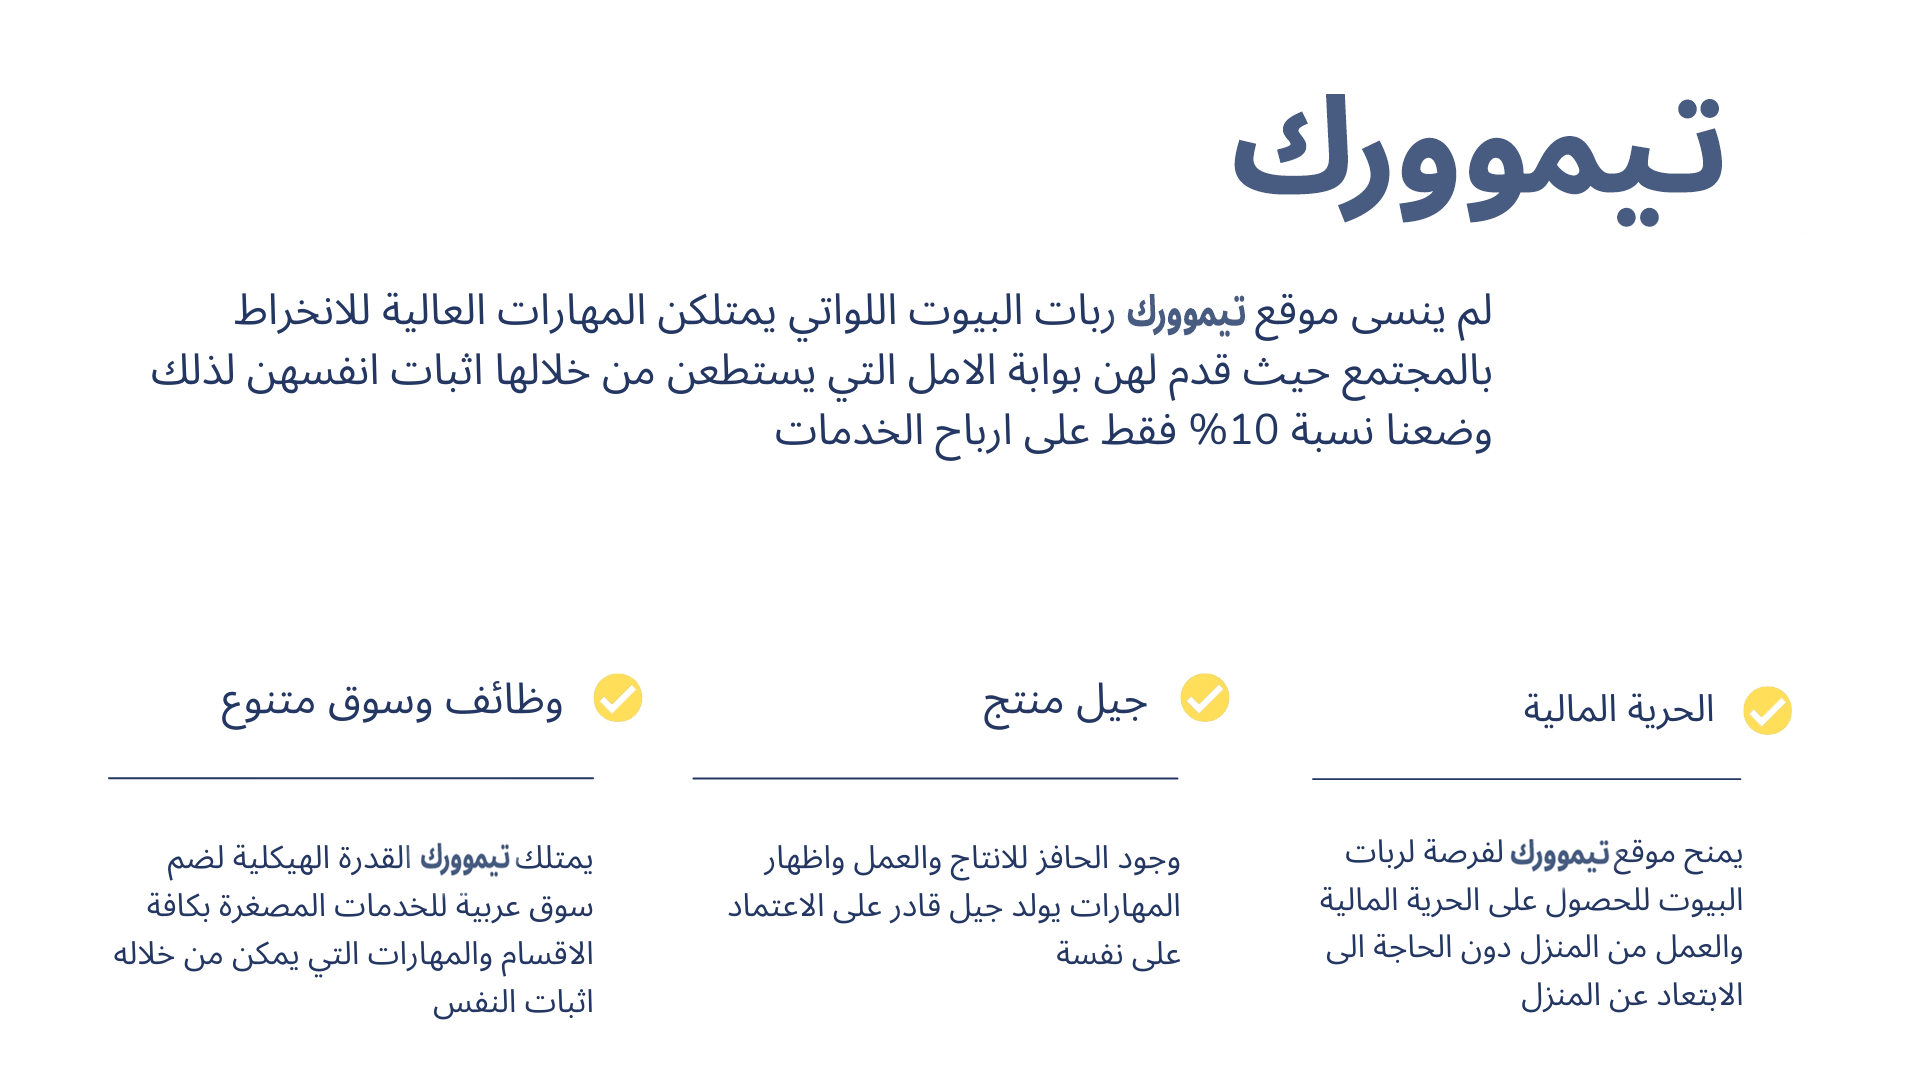 تيموورك
لم ينسى موقع تيموورك ربات البيوت اللواتي يمتلكن المهارات العالية للانخراط
بالمجتمع حيث قدم لهن بوابة الامل التي يستطعن من خلالها اثبات انفسهن لذلك
وضعنا نسبة 10% فقط على ارباح الخدمات
الحرية المالية
يمنح موقع تيموورك لفرصة لربات
البيوت للحصول على الحرية المالية
والعمل من المنزل دون الحاجة الى
الابتعاد عن المنزل
جيل منتج
وجود الحافز للانتاج والعمل واظهار
المهارات يولد جيل قادر على الاعتماد
على نفسة
وظائف وسوق متنوع
يمتلك تيموورك القدرة الهيكلية لضم
سوق عربية للخدمات المصغرة بكافة
الاقسام والمهارات التي يمكن من خلاله
اثبات النفس